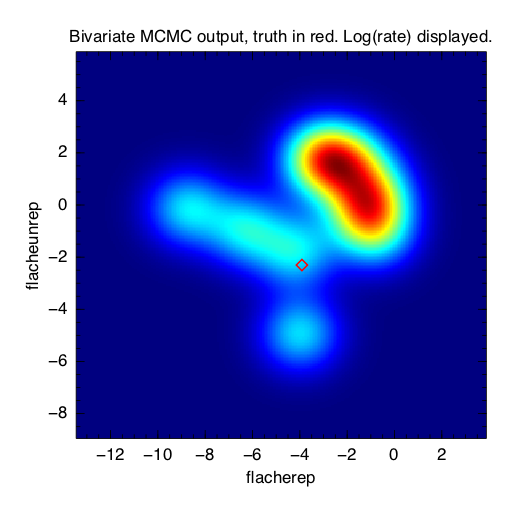 Bivariate MCMC output, truth in red. Log(rate) displayed.
4
2
0
−2
−4
−6
−8
flacheunrep
−12 −10 −8 −6 −4 −2 0 2
flacherep